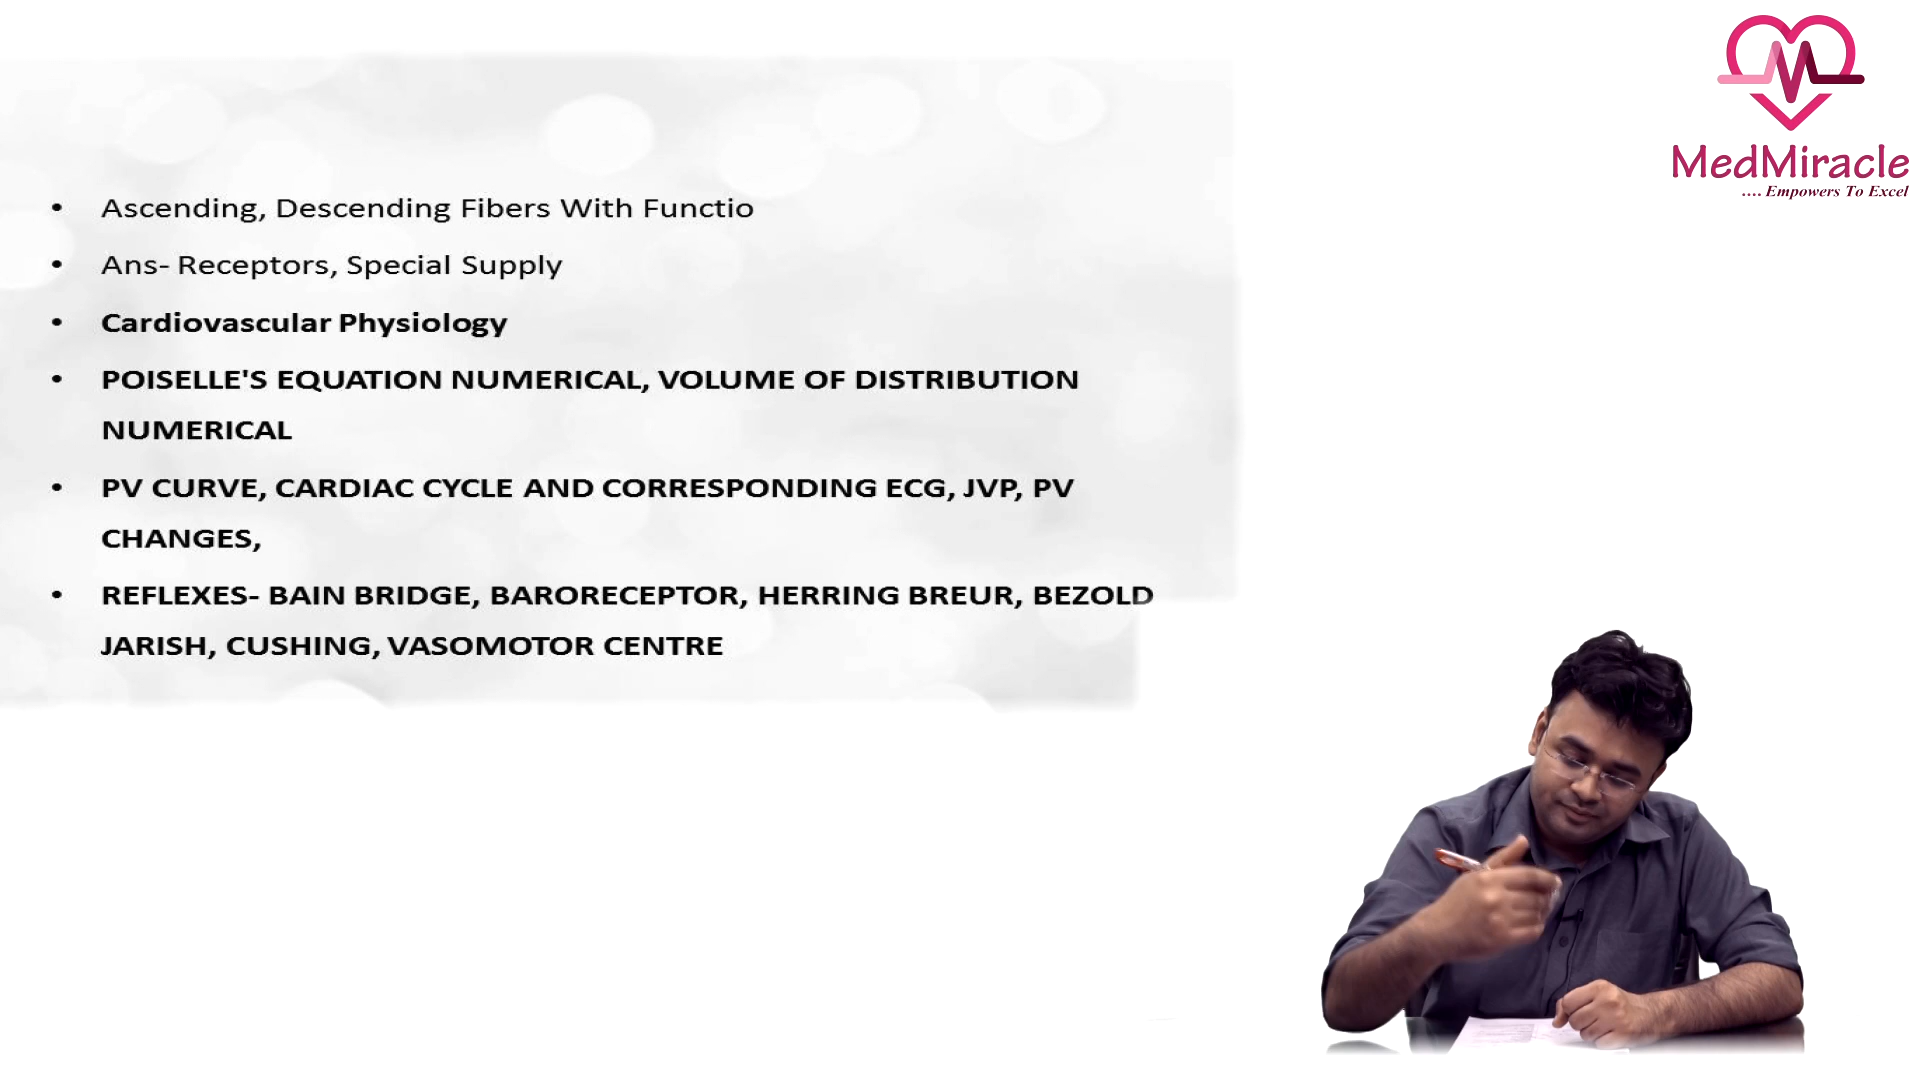 MedMiracle
.... Empowers To Excel
• Ascending, Descending Fibers With Functio
• Ans- Receptors, Special Supply
• Cardiovascular Physiology
• POISELLE'S EQUATION NUMERICAL, VOLUME OF DISTRIBUTION
NUMERICAL
• PV CURVE, CARDIAC CYCLE AND CORRESPONDING ECG, JVP, PV
CHANGES,
• REFLEXES- BAIN BRIDGE, BARORECEPTOR, HERRING BREUR, BEZOLD
JARISH, CUSHING, VASOMOTOR CENTRE